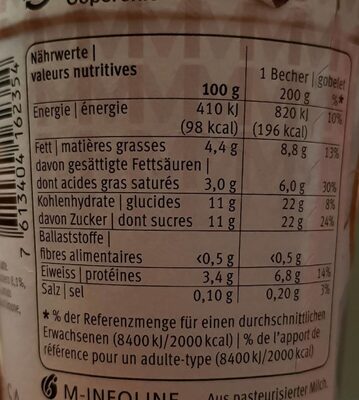 Nährwerte |
valeurs nutritives
1 Becher | gobelet
100 g 200 g %*
Energie | énergie 410 kJ 820 kJ 10%
(98 kcal) (196 kcal)
Fett | matières grasses 4,4 g 8,8 g 13%
davon gesättigte Fettsäuren |
dont acides gras saturés 3,0 g 6,0 g 30%
Kohlenhydrate | glucides 11 g 22 g 8%
davon Zucker | dont sucres 11 g 22 g 24%
Ballaststoffe |
fibres alimentaires <0,5 g <0,5 g
Eiweiss | protéines 3,4 g 6,8 g 14%
Salz | sel 0,10 g 0,20 g 3%
* % der Referenzmenge für einen durchschnittlichen
Erwachsenen (8400 kJ/2000 kcal) | % de l'apport de
référence pour un adulte-type (8400 kJ/2000 kcal)
7 613404 162354
M-INFOLINE
Aus pasteurisierter Milch.